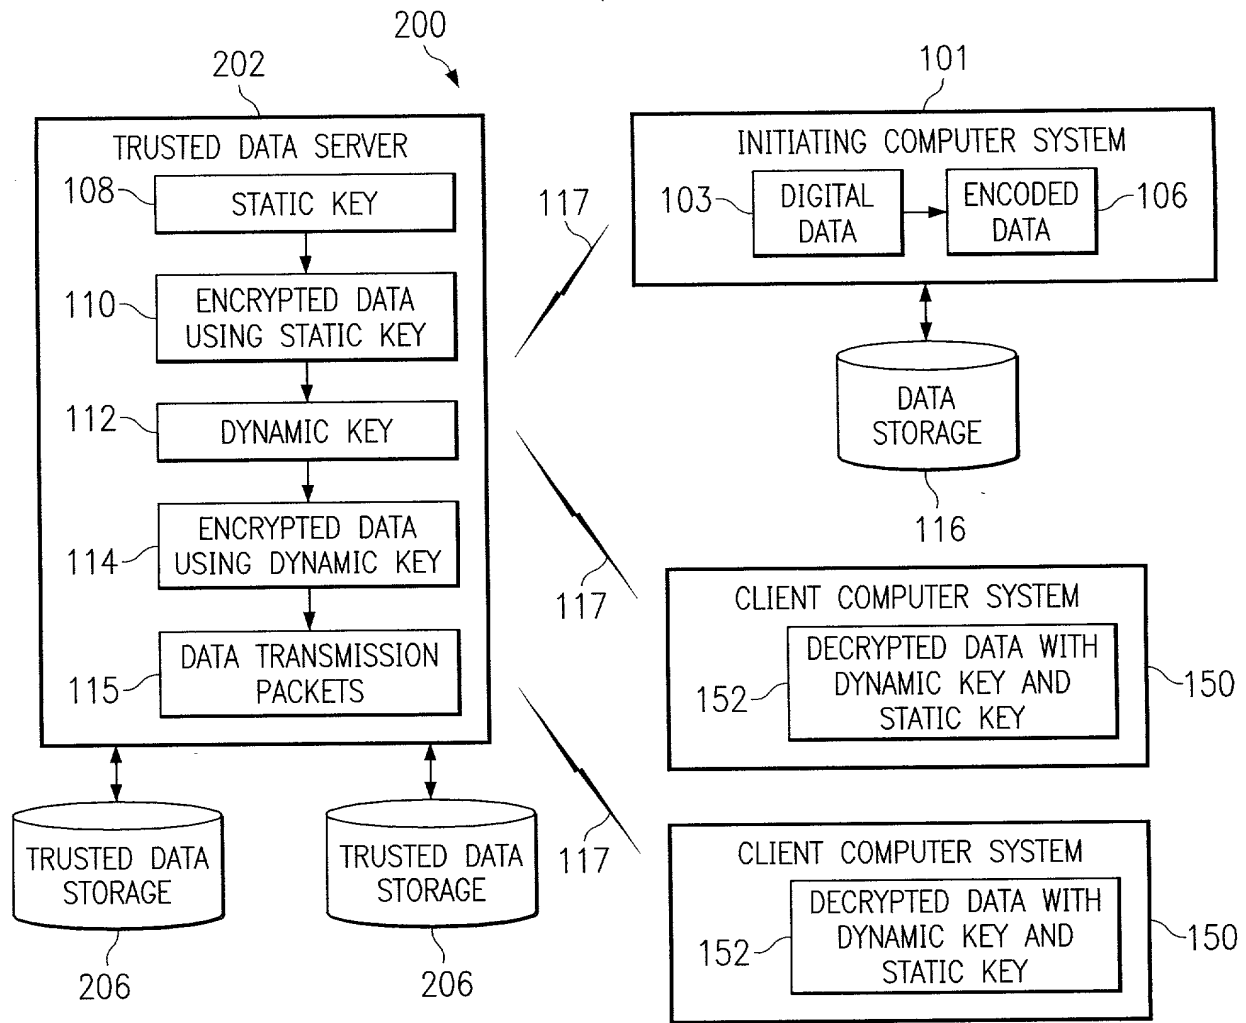 200
202
TRUSTED DATA SERVER
108
STATIC KEY
110
ENCRYPTED DATA
USING STATIC KEY
112
DYNAMIC KEY
114
ENCRYPTED DATA
USING DYNAMIC KEY
115
DATA TRANSMISSION
PACKETS
TRUSTED DATA
STORAGE
206
TRUSTED DATA
STORAGE
206
117
117
117
101
INITIATING COMPUTER SYSTEM
103
DIGITAL
DATA
ENCODED
DATA
106
DATA
STORAGE
116
CLIENT COMPUTER SYSTEM
152
DECRYPTED DATA WITH
DYNAMIC KEY AND
STATIC KEY
150
CLIENT COMPUTER SYSTEM
152
DECRYPTED DATA WITH
DYNAMIC KEY AND
STATIC KEY
150